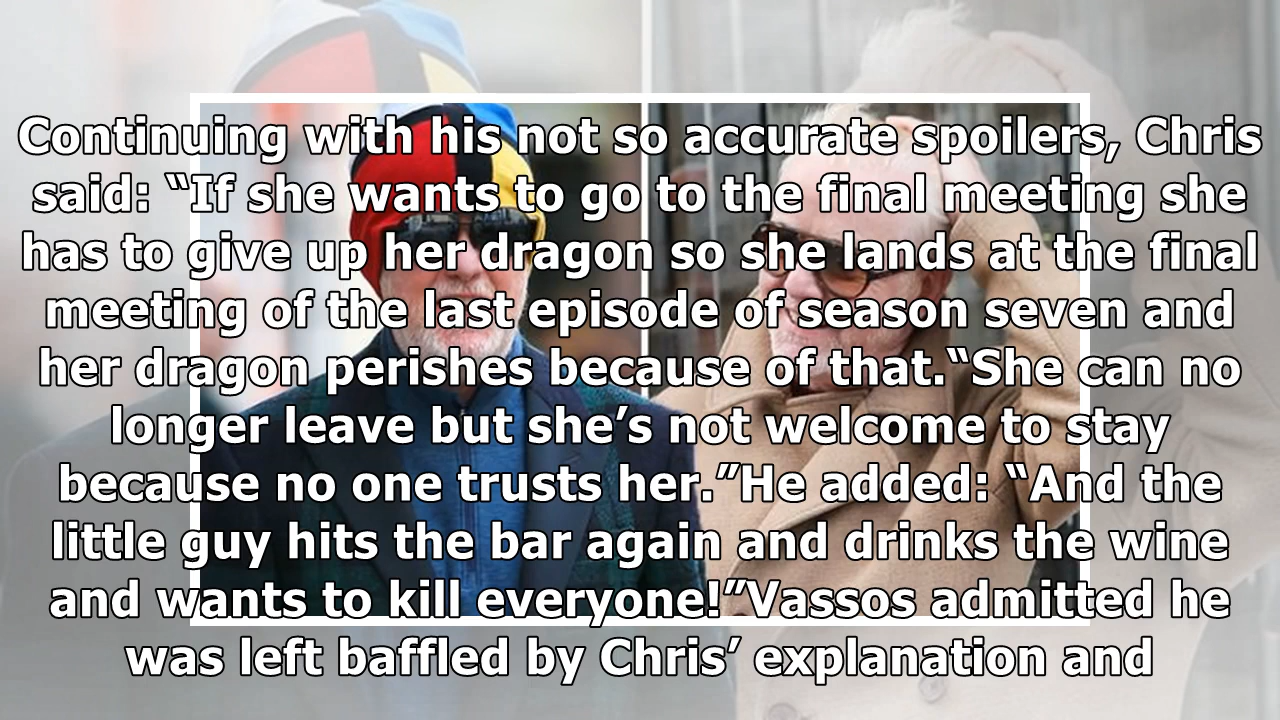 Continuing with his not so accurate spoilers, Chris
said: “If she wants to go to the final meeting she
has to give up her dragon so she lands at the final
meeting of the last episode of season seven and
her dragon perishes because of that.“She can no
longer leave but she’s not welcome to stay
because no one trusts her.”He added: “And the
little guy hits the bar again and drinks the wine
and wants to kill everyone!”Vassos admitted he
was left baffled by Chris’ explanation and